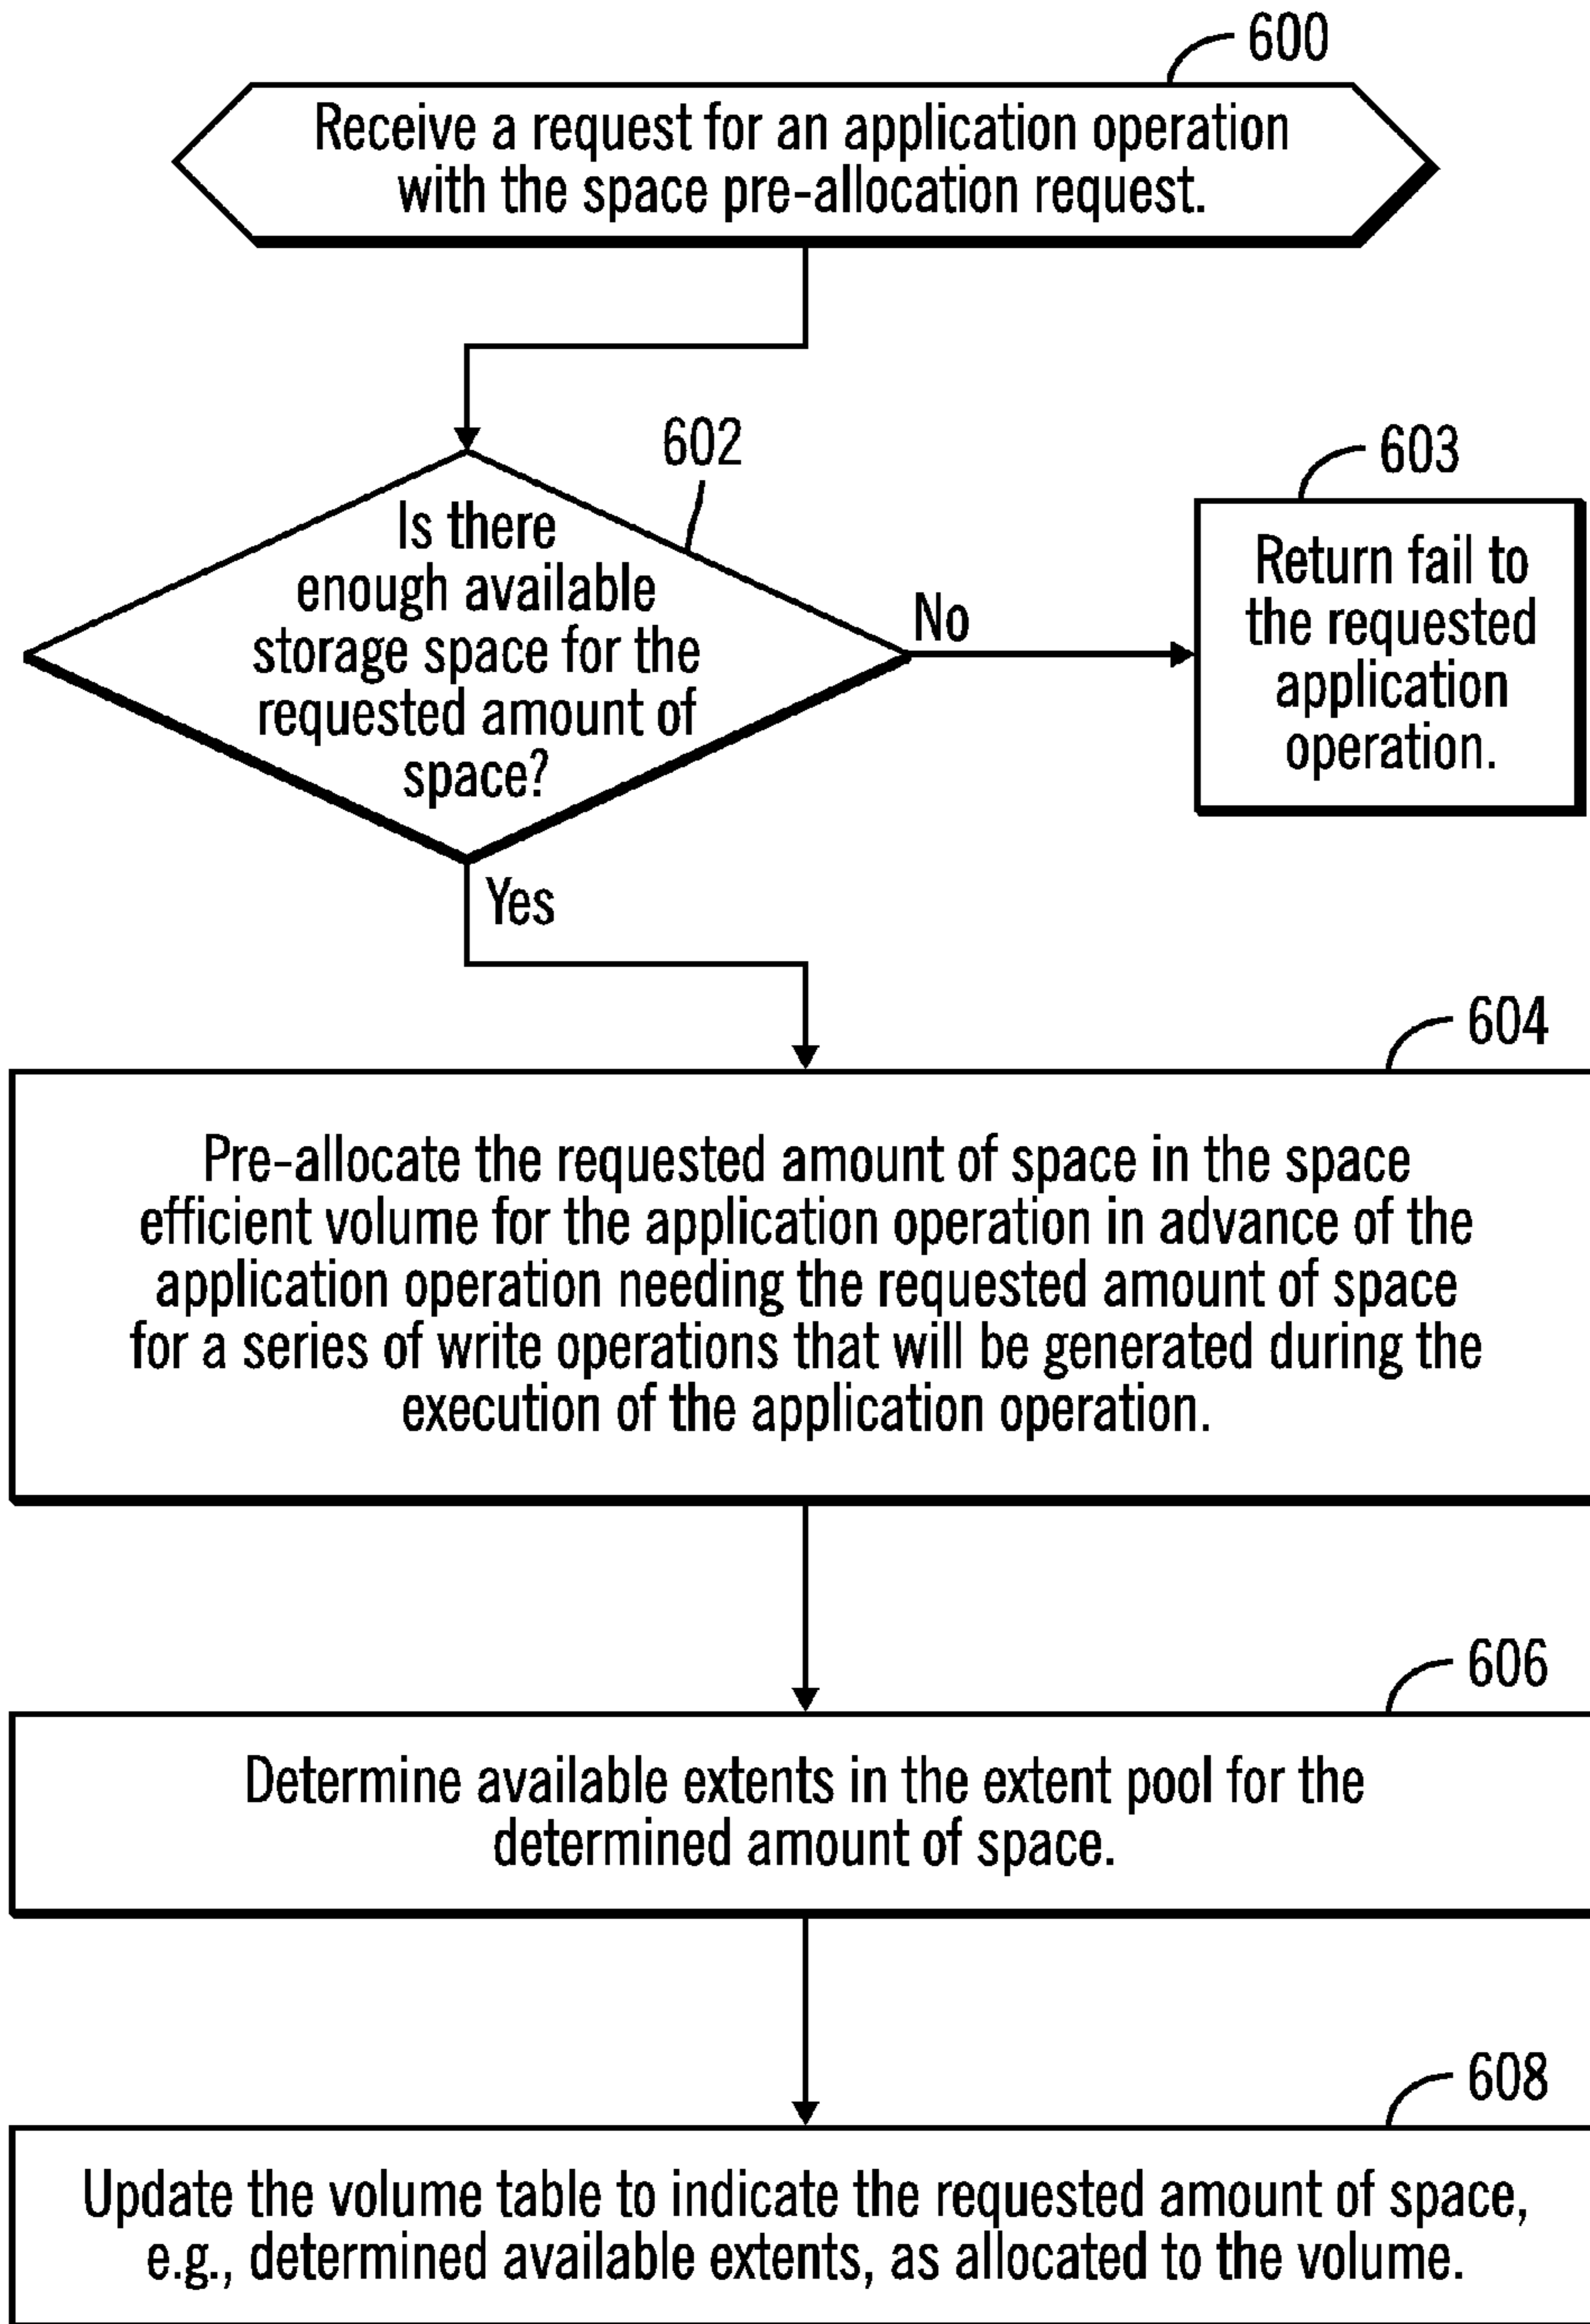 600
Receive a request for an application operation
with the space pre-allocation request.
602
Is there
enough available
storage space for the
requested amount of
space?
No
603
Return fail to
the requested
application
operation.
Yes
604
Pre-allocate the requested amount of space in the space
efficient volume for the application operation in advance of the
application operation needing the requested amount of space
for a series of write operations that will be generated during the
execution of the application operation.
606
Determine available extents in the extent pool for the
determined amount of space.
608
Update the volume table to indicate the requested amount of space,
e.g., determined available extents, as allocated to the volume.